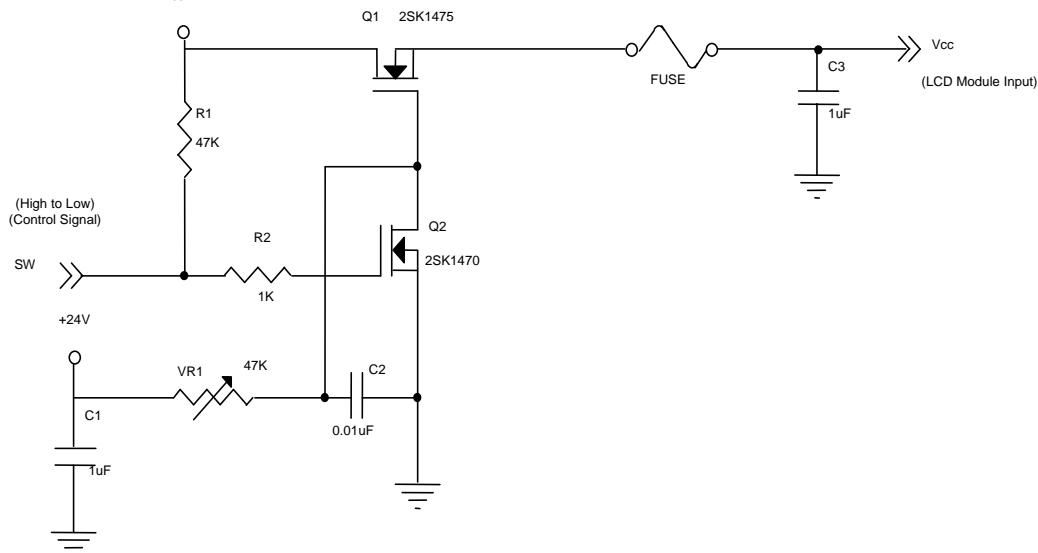 Q1 2SK1475
Vcc
FUSE
C3
(LCD Module Input)
R1
1uF
47K
(High to Low)
(Control Signal)
Q2
R2
SW
2SK1470
1K
+24V
VR1
47K
C2
C1
0.01uF
1uF